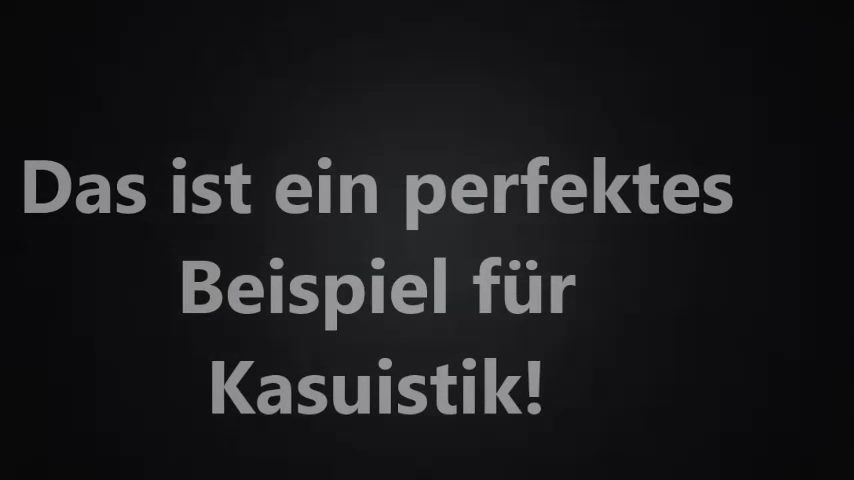 Das ist ein perfektes
Beispiel für
Kasuistik!